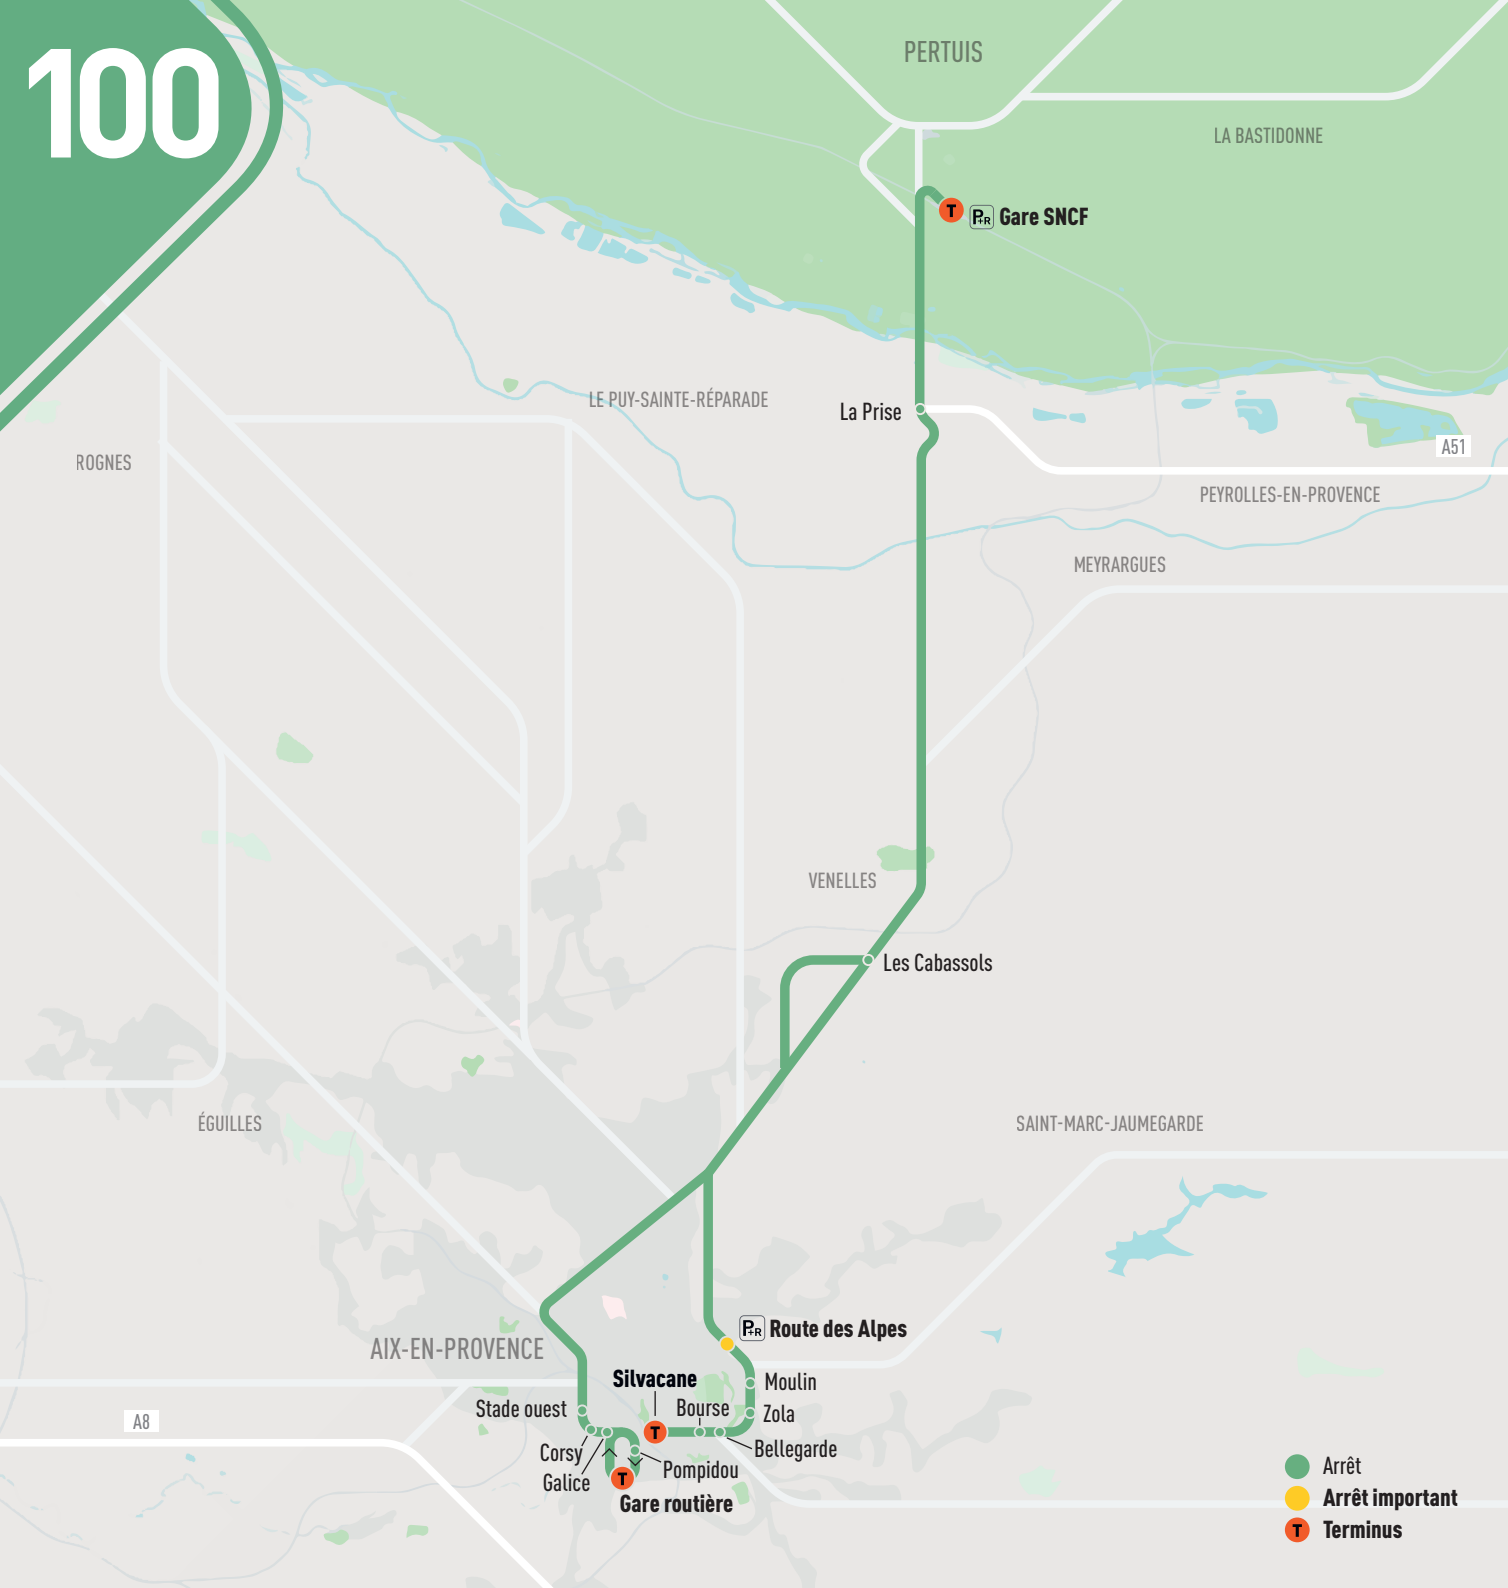 100
PERTUIS
LA BASTIDONNE
T P+R Gare SNCF
LE PUY-SAINTE-RÉPARADE
La Prise
A51
ROGNES
PEYROLLES-EN-PROVENCE
MEYRARGUES
VENELLES
Les Cabassols
ÉGUILLES
SAINT-MARC-JAUMEGARDE
P+R Route des Alpes
AIX-EN-PROVENCE
Silvacane
Moulin
Stade ouest
Bourse
Zola
A8
T
Corsy
Bellegarde
Galice
Pompidou
T
Gare routière
Arrêt
Arrêt important
T Terminus